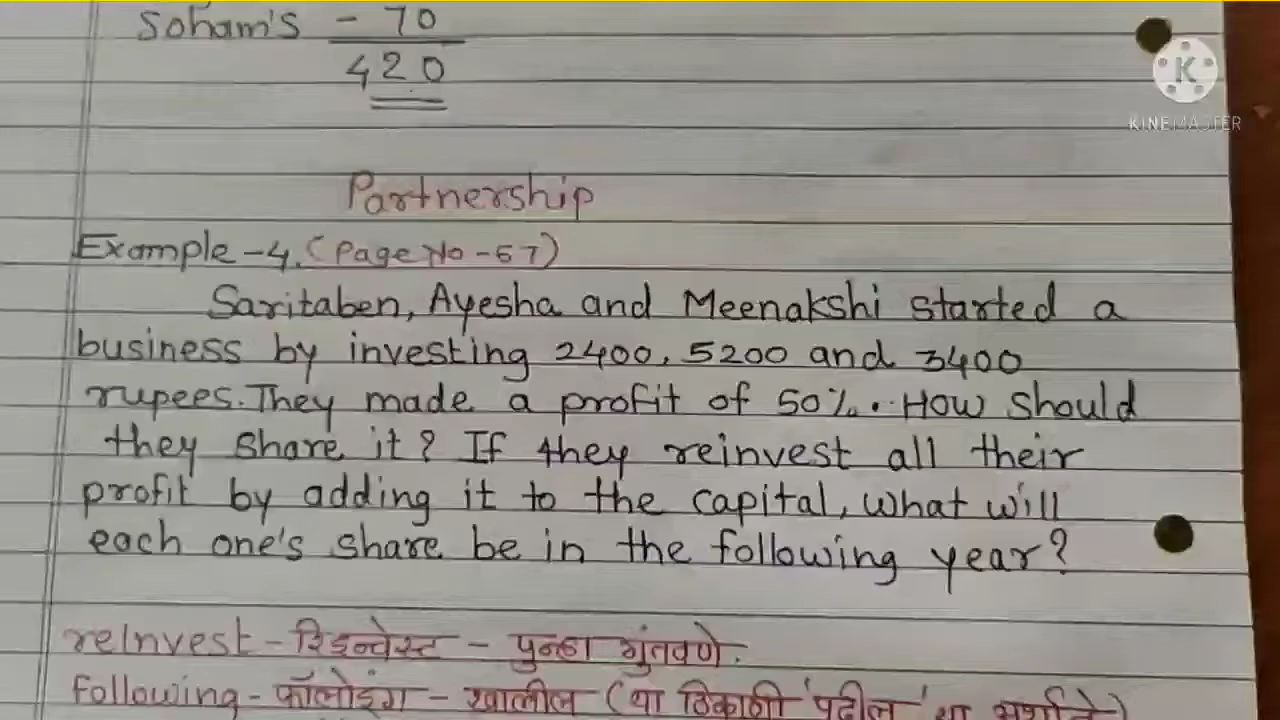 Soham's - 70
420
K
KINEMASTER
Partnership
Example-4. (Page No -67)
Saritaben, Ayesha and Meenakshi started a
business by investing 2400, 5200 and 3400
rupees. They made a profit of 50%. How should
they share it? If they reinvest all their
profit by adding it to the capital, what will
each one's share be in the following year?
reInvest - रिइन्वेस्ट - पुन्हा गुंतवणे.
following - फॉलोइंग - खालील (या ठिकाणी 'पुढील' या अर्थाने)